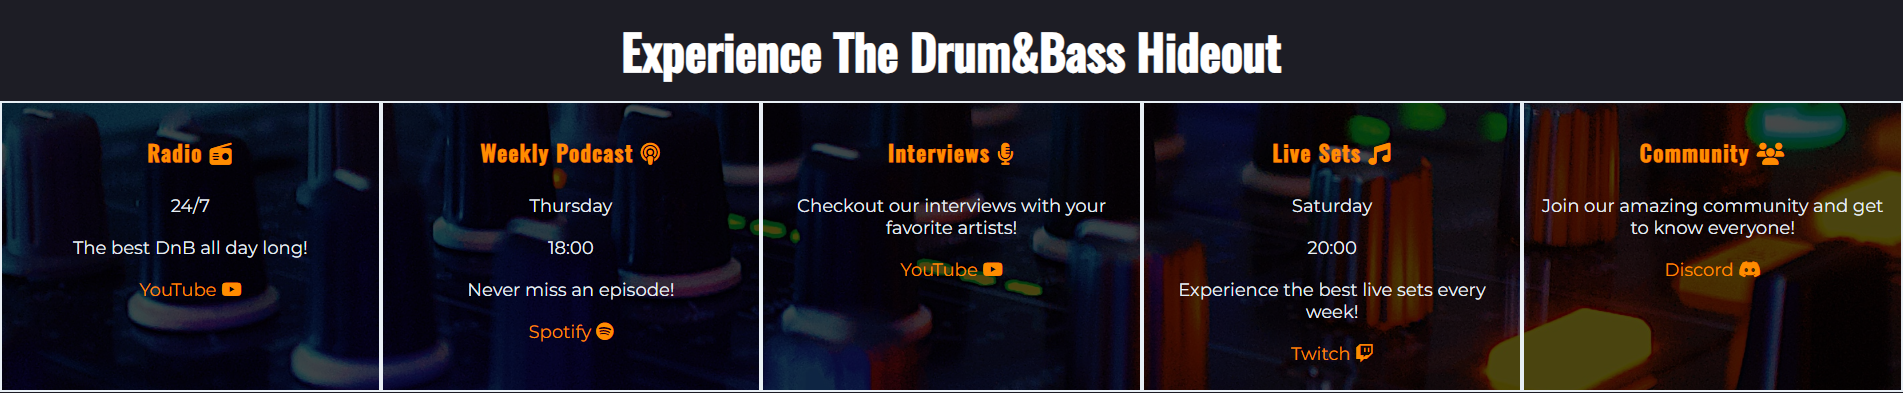 Experience The Drum&Bass Hideout
Radio
24/7
The best DnB all day long!
YouTube
Weekly Podcast
Thursday
18:00
Never miss an episode!
Spotify
Interviews
Checkout our interviews with your
favorite artists!
YouTube
Live Sets
Saturday
20:00
Experience the best live sets every
week!
Twitch
Community
Join our amazing community and get
to know everyone!
Discord